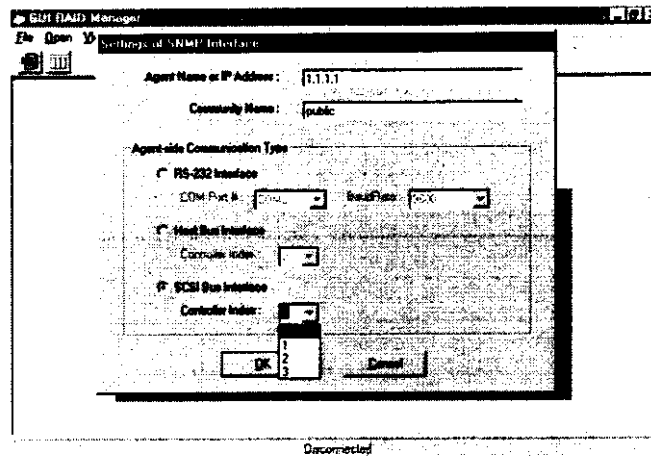 GUI RAID Manager
File Open
Settings of SNMP Interface
Agent Name or IP Address : 1.1.1.1
Community Name : public
Agent-side Communication Type
RS-232 Interface
COM Port #:
BaudRate:
Host Bus Interface
Controller Index:
SCSI Bus Interface
Controller Index:
1
2
3
OK Cancel
Disconnected